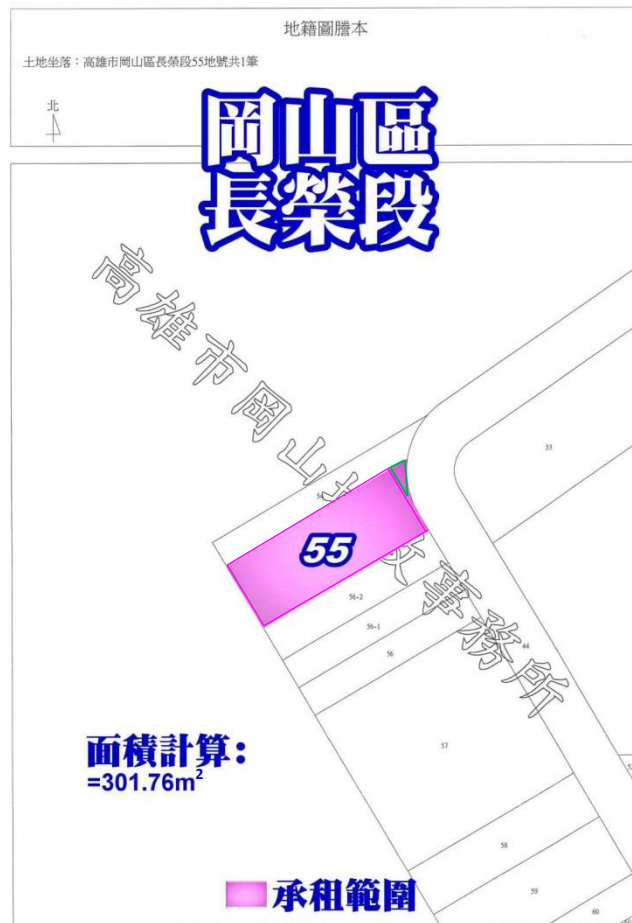 地籍圖謄本
土地坐落：高雄市岡山區長榮段55地號共1筆
北
岡山區
長榮段
高雄市岡山地政事務所
53
54
55
56-2
56-1
56
44
57
58
59
60
面積計算：
=301.76m²
承租範圍